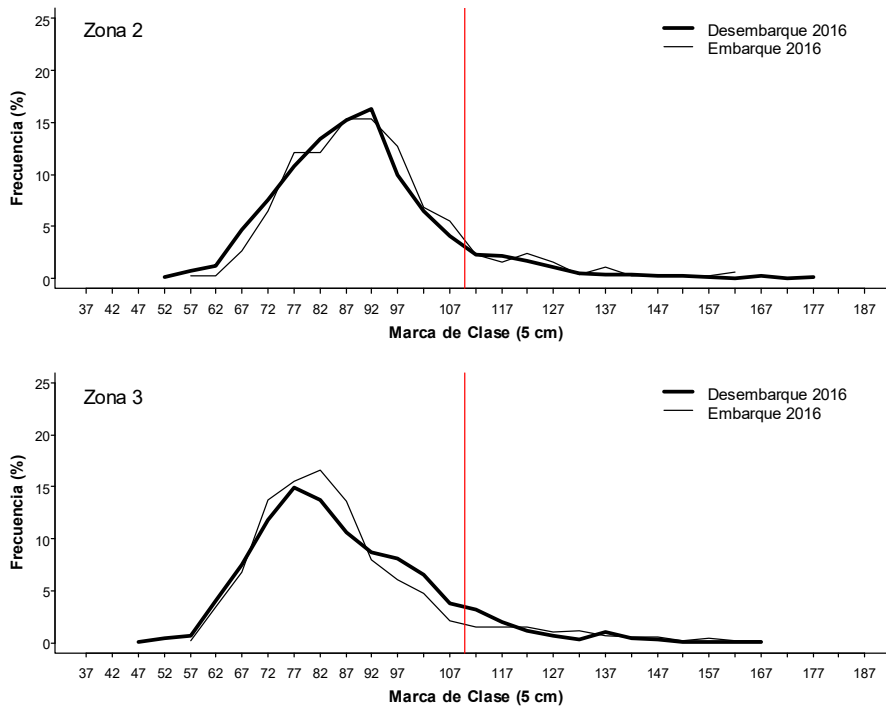 Zona 2
Desembarque 2016
Embarque 2016
Frecuencia (%)
25
20
15
10
5
0
37 42 47 52 57 62 67 72 77 82 87 92 97 107 117 127 137 147 157 167 177 187
Marca de Clase (5 cm)
Zona 3
Desembarque 2016
Embarque 2016
Frecuencia (%)
25
20
15
10
5
0
37 42 47 52 57 62 67 72 77 82 87 92 97 107 117 127 137 147 157 167 177 187
Marca de Clase (5 cm)